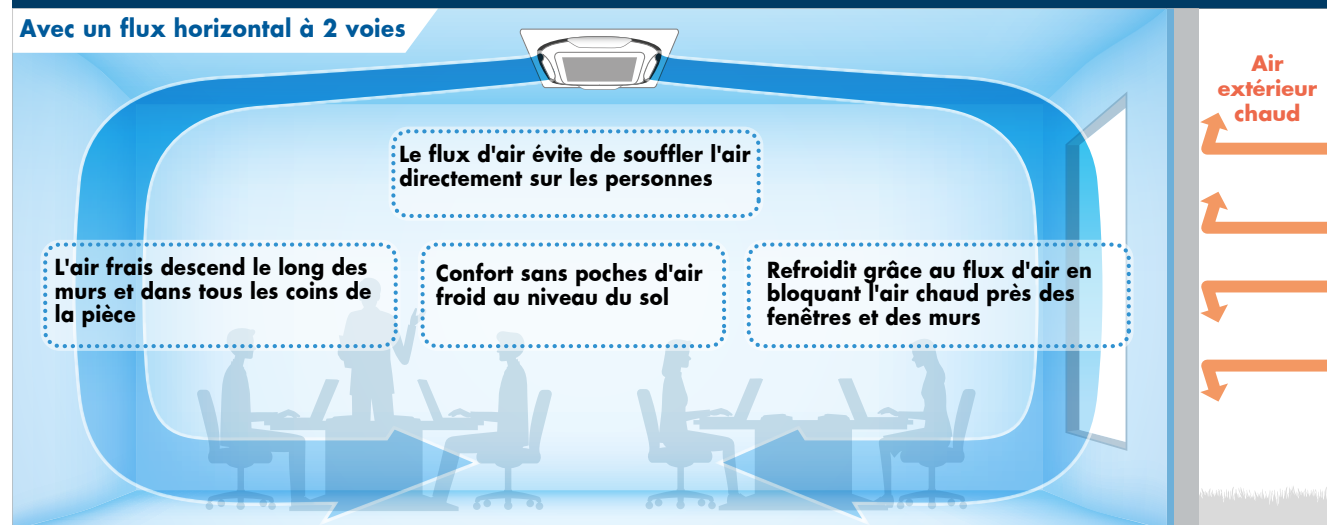 Avec un flux horizontal à 2 voies
Air
extérieur
chaud
Le flux d'air évite de souffler l'air
directement sur les personnes
L'air frais descend le long des
murs et dans tous les coins de
la pièce
Confort sans poches d'air
froid au niveau du sol
Refroidit grâce au flux d'air en
bloquant l'air chaud près des
fenêtres et des murs